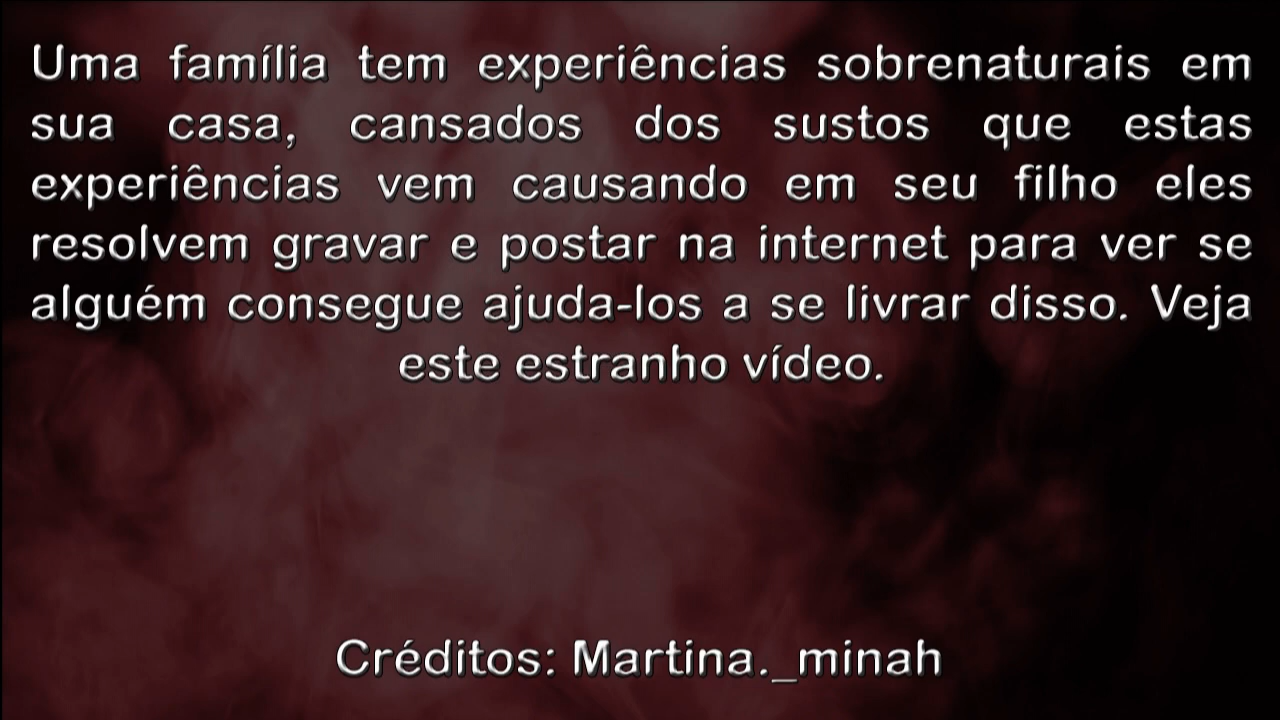 Uma família tem experiências sobrenaturais em
sua casa, cansados dos sustos que estas
experiências vem causando em seu filho eles
resolvem gravar e postar na internet para ver se
alguém consegue ajuda-los a se livrar disso. Veja
este estranho vídeo.
Créditos: Martina._minah